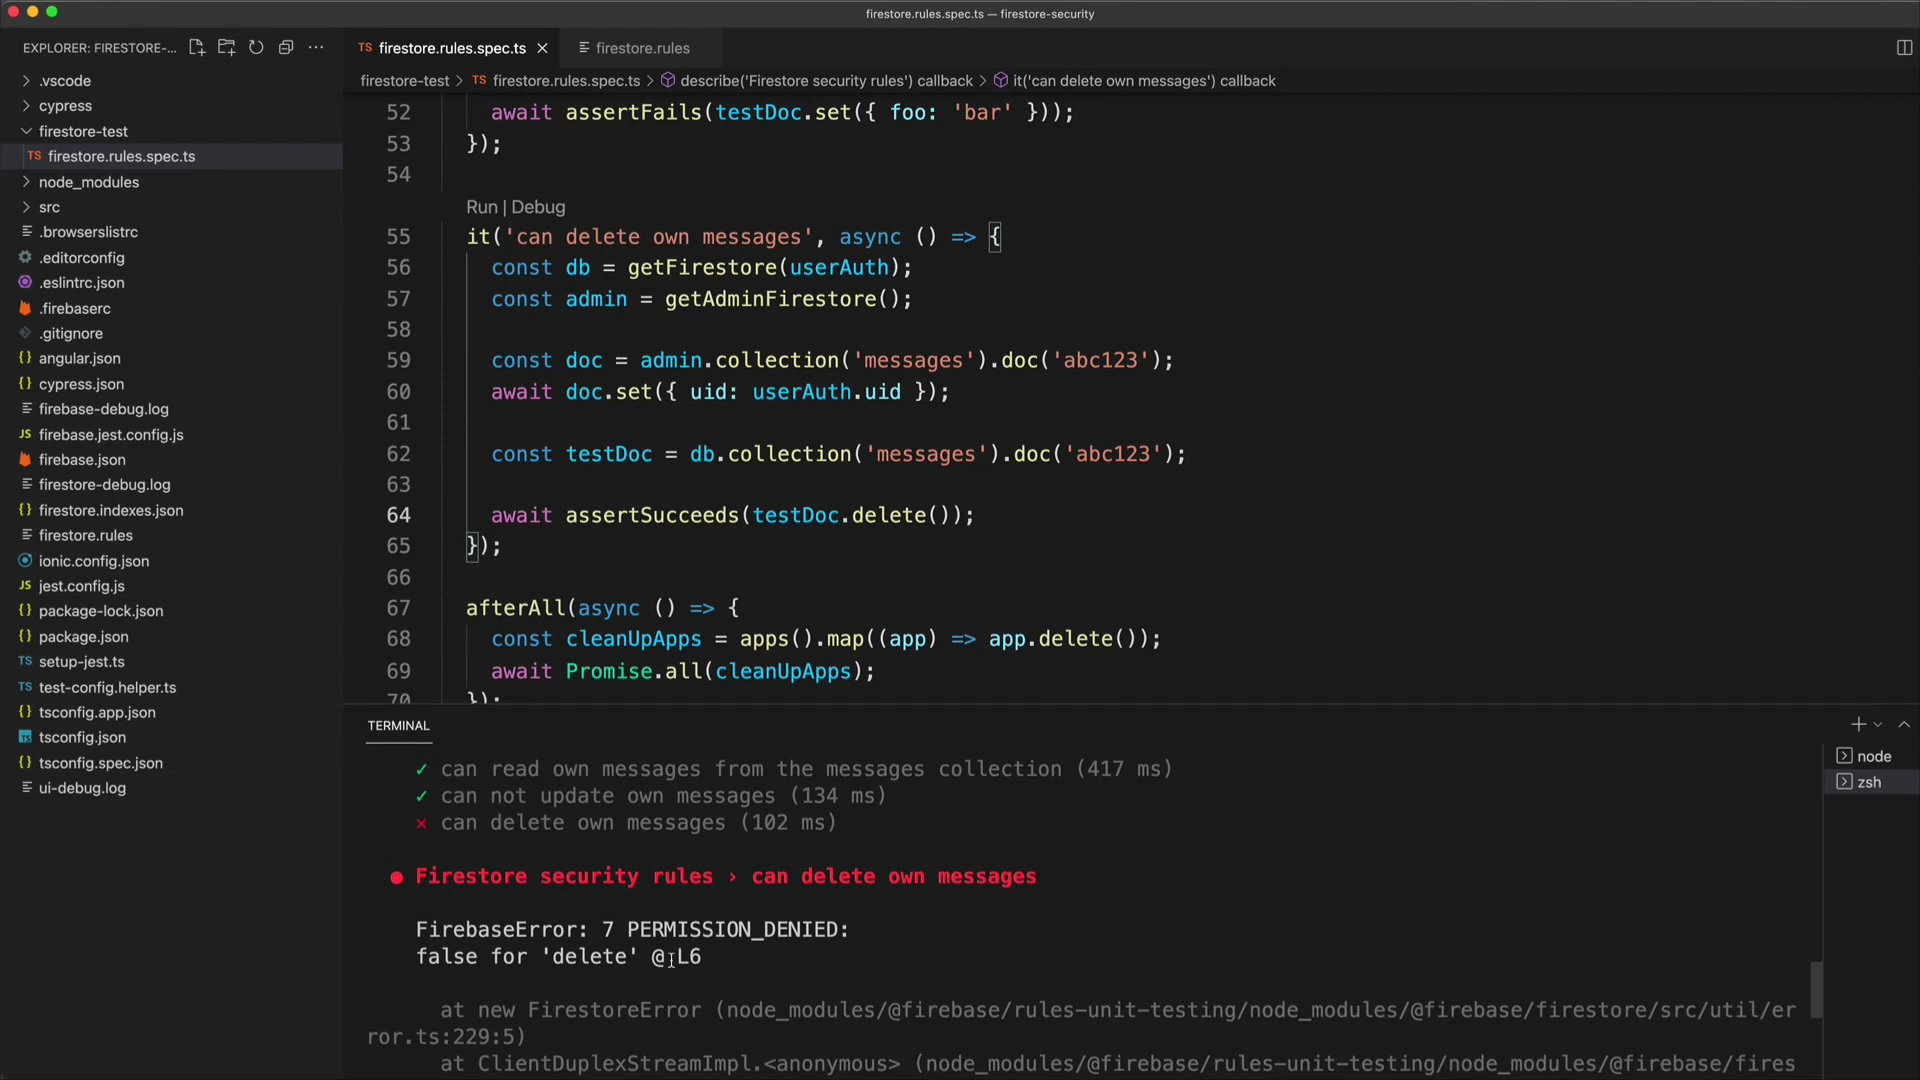 firestore.rules.spec.ts — firestore-security
EXPLORER: FIRESTORE-...
.vscode
cypress
firestore-test
TS firestore.rules.spec.ts
node_modules
src
.browserslistrc
.editorconfig
.eslintrc.json
.firebaserc
.gitignore
{} angular.json
{} cypress.json
firebase-debug.log
JS firebase.jest.config.js
firebase.json
firestore-debug.log
{} firestore.indexes.json
firestore.rules
ionic.config.json
JS jest.config.js
package-lock.json
package.json
TS setup-jest.ts
TS test-config.helper.ts
{} tsconfig.app.json
TS tsconfig.json
{} tsconfig.spec.json
ui-debug.log
TS firestore.rules.spec.ts
firestore.rules
firestore-test > TS firestore.rules.spec.ts > describe('Firestore security rules') callback > it('can delete own messages') callback
52 await assertFails(testDoc.set({ foo: 'bar' }));
53 });
54
Run | Debug
55 it('can delete own messages', async () => {
56 const db = getFirestore(userAuth);
57 const admin = getAdminFirestore();
58
59 const doc = admin.collection('messages').doc('abc123');
60 await doc.set({ uid: userAuth.uid });
61
62 const testDoc = db.collection('messages').doc('abc123');
63
64 await assertSucceeds(testDoc.delete());
65 });
66
67 afterAll(async () => {
68 const cleanUpApps = apps().map((app) => app.delete());
69 await Promise.all(cleanUpApps);
70 });
TERMINAL
node
zsh
✓ can read own messages from the messages collection (417 ms)
✓ can not update own messages (134 ms)
✕ can delete own messages (102 ms)
● Firestore security rules › can delete own messages
FirebaseError: 7 PERMISSION_DENIED:
false for 'delete' @ L6
at new FirestoreError (node_modules/@firebase/rules-unit-testing/node_modules/@firebase/firestore/src/util/er
ror.ts:229:5)
at ClientDuplexStreamImpl.<anonymous> (node_modules/@firebase/rules-unit-testing/node_modules/@firebase/fires